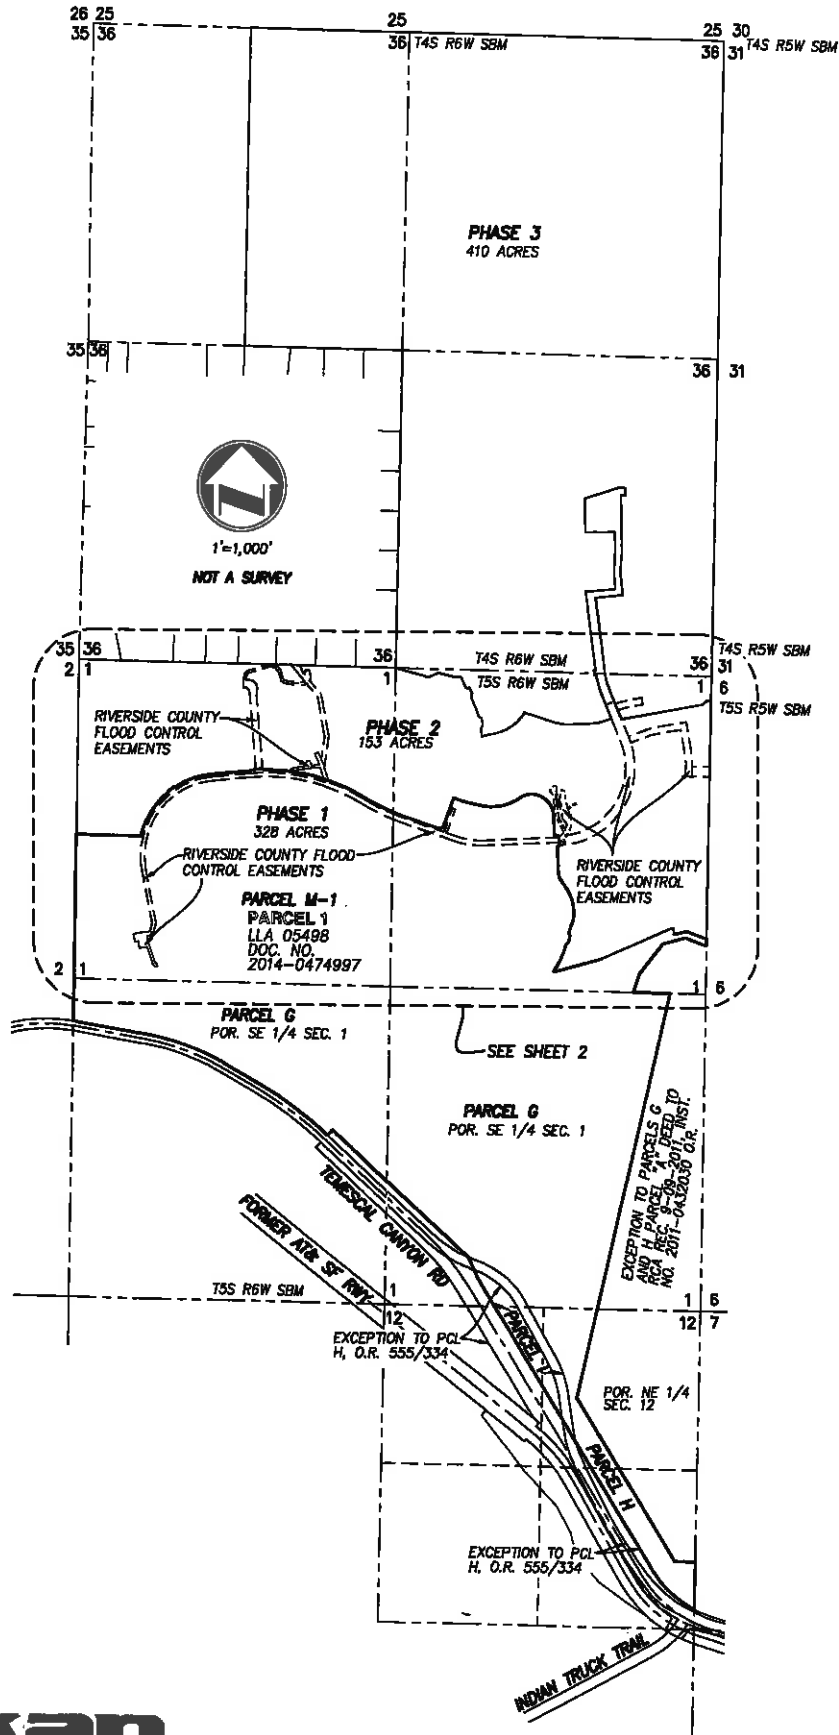 26 25
35 36
25
36 T4S R6W SBM
25 30
36 31
T4S R5W SBM
PHASE 3
410 ACRES
35 36
36 31
1"=1,000'
NOT A SURVEY
35 36
2 1
36
1
T4S R6W SBM
T5S R6W SBM
36 31
1 6
T4S R5W SBM
T5S R5W SBM
RIVERSIDE COUNTY
FLOOD CONTROL
EASEMENTS
PHASE 2
153 ACRES
PHASE 1
328 ACRES
RIVERSIDE COUNTY FLOOD
CONTROL EASEMENTS
RIVERSIDE COUNTY
FLOOD CONTROL
EASEMENTS
PARCEL M-1
PARCEL 1
LLA 05498
DOC. NO.
2014-0474997
2 1
1 6
PARCEL G
POR. SE 1/4 SEC. 1
SEE SHEET 2
PARCEL G
POR. SE 1/4 SEC. 1
EXCEPTION TO PARCELS G
AND H PARCEL "A" DEED TO
RCA REC. 9-09-2011, INST.
NO. 2011-0432030 O.R.
TEMESCAL CANYON RD
FORMER AT& SF RWY
T5S R6W SBM
1
12
1 6
12 7
EXCEPTION TO PCL
H, O.R. 555/334
PARCEL I
POR. NE 1/4
SEC. 12
PARCEL H
EXCEPTION TO PCL
H, O.R. 555/334
INDIAN TRUCK TRAIL